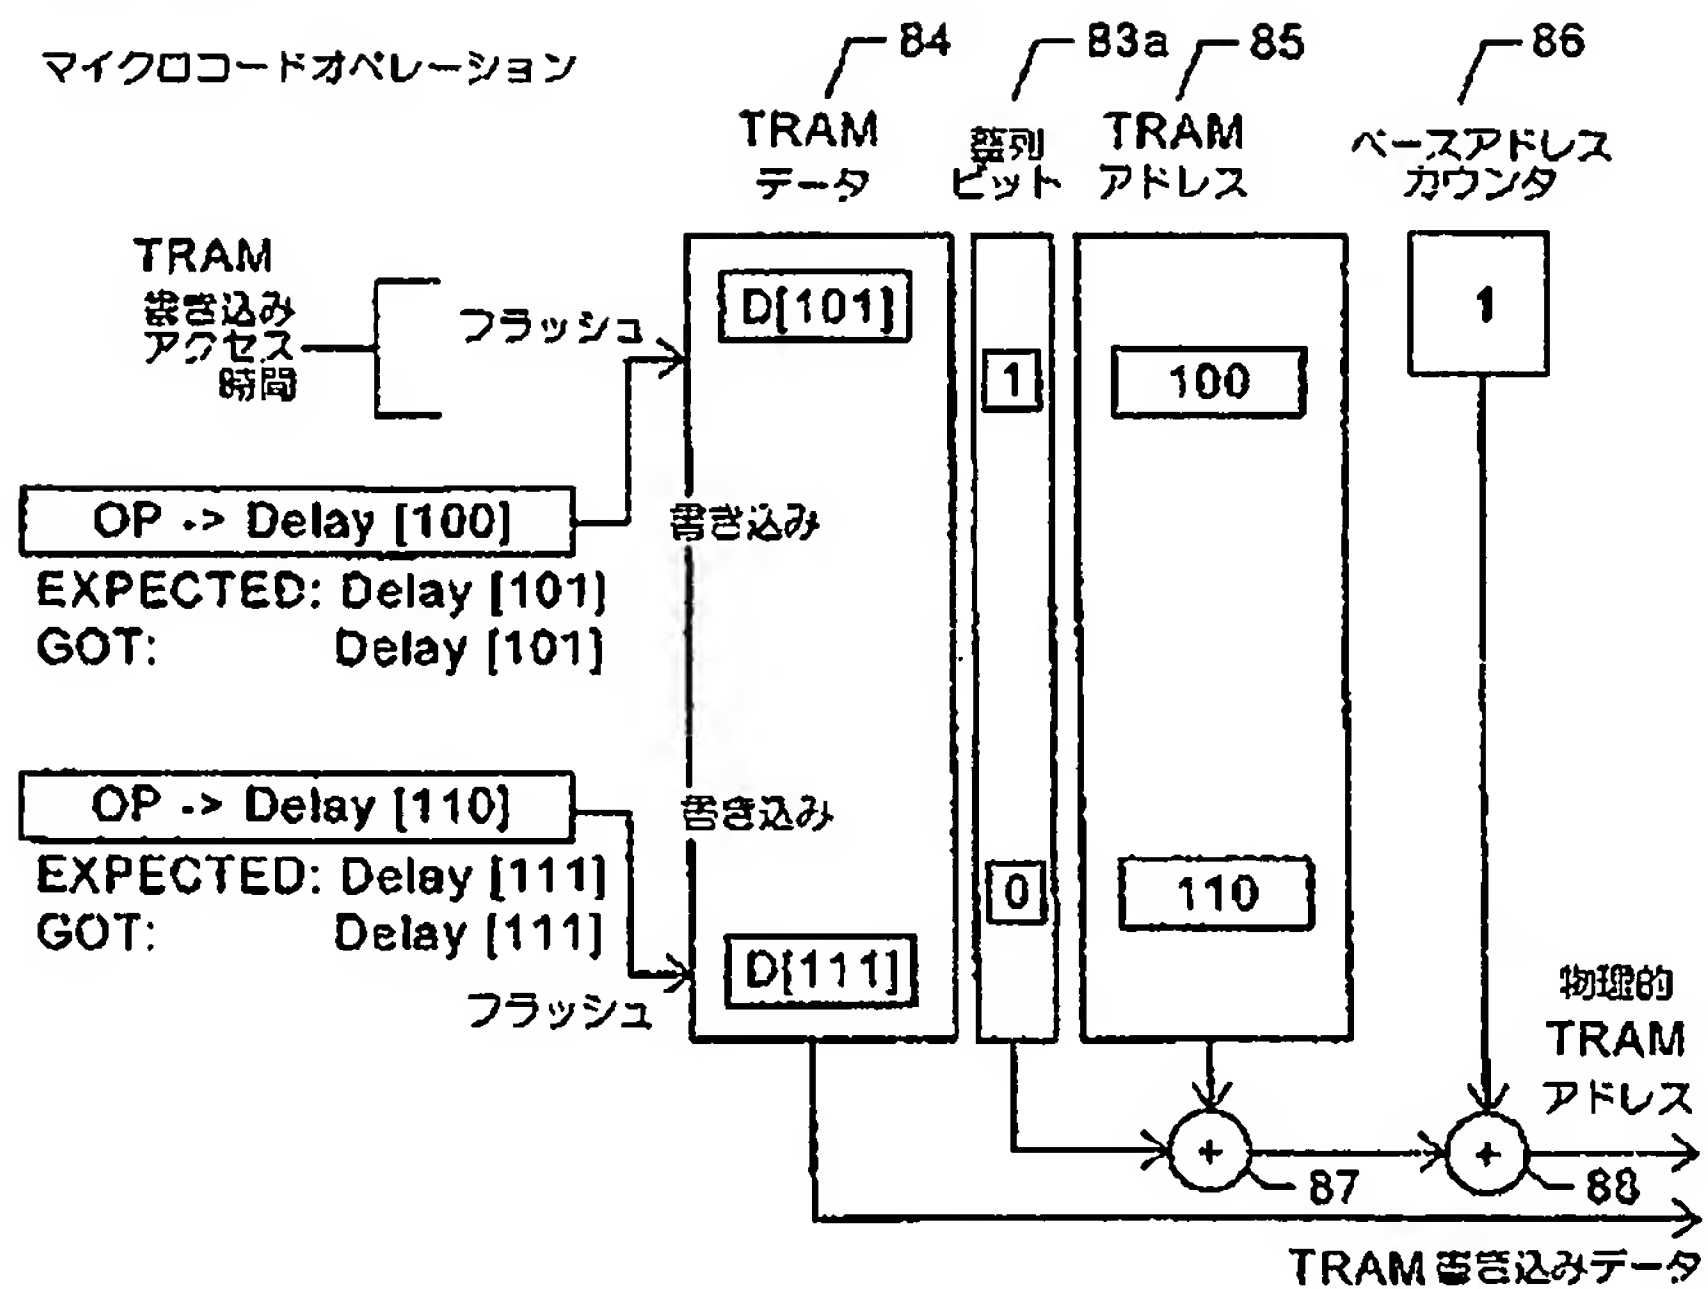 マイクロコードオペレーション
84
83a
85
86
TRAM
データ
整列
ビット
TRAM
アドレス
ベースアドレス
カウンタ
TRAM
書き込み
アクセス
時間
フラッシュ
D[101]
1
100
1
OP -> Delay [100]
書き込み
EXPECTED: Delay [101]
GOT: Delay [101]
OP -> Delay [110]
書き込み
EXPECTED: Delay [111]
GOT: Delay [111]
0
110
D[111]
フラッシュ
物理的
TRAM
アドレス
+
87
+
88
TRAM 書き込みデータ